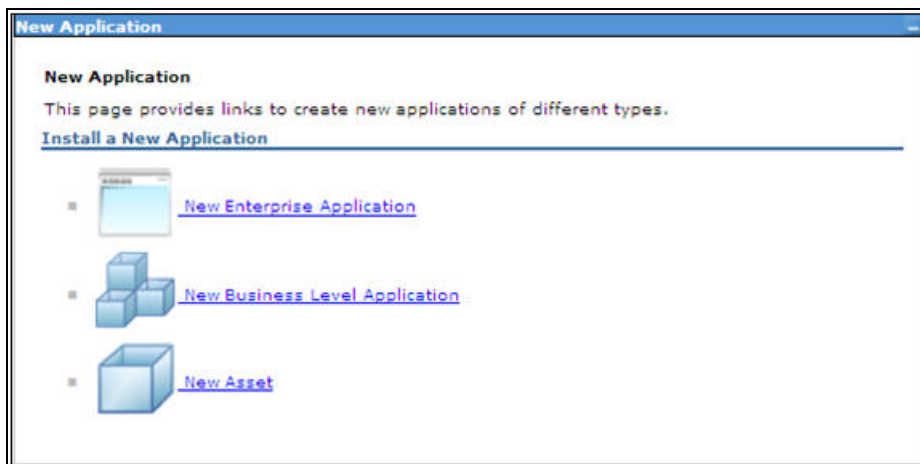 New Application
New Application
This page provides links to create new applications of different types.
Install a New Application
New Enterprise Application
New Business Level Application
New Asset